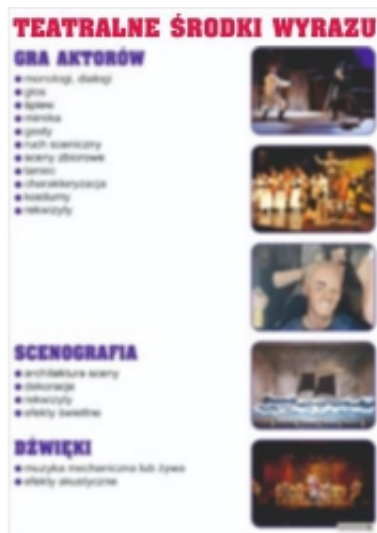 TEATRALNE ŚRODKI WYRAZU
GRA AKTORÓW
monologi, dialogi
głos
śpiew
mimika
gesty
ruch sceniczny
sceny zbiorowe
taniec
charakteryzacja
kostiumy
rekwizyty
SCENOGRAFIA
architektura sceny
dekoracje
rekwizyty
efekty świetlne
DŹWIĘKI
muzyka mechaniczna lub żywa
efekty akustyczne